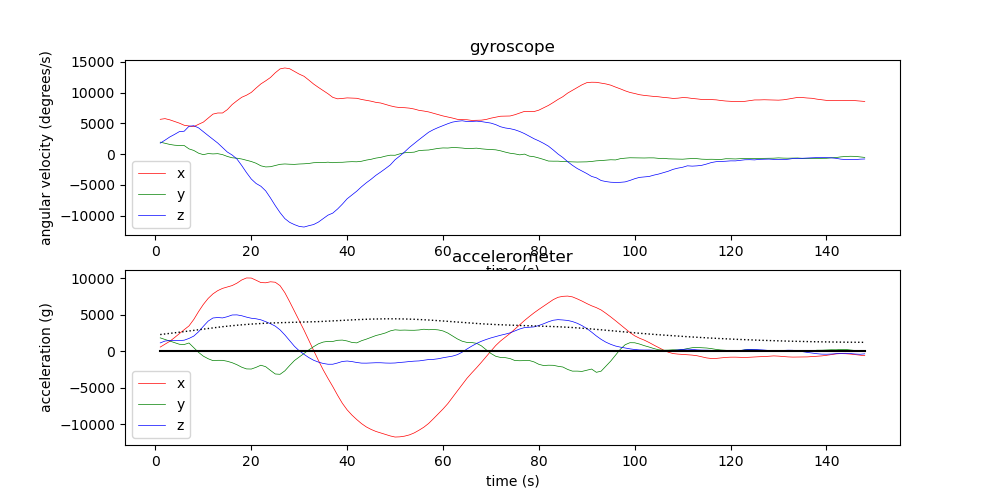 gyroscope
angular velocity (degrees/s)
15000
10000
5000
0
−5000
−10000
x
y
z
0 20 40 60 80 100 120 140
time (s)
accelerometer
acceleration (g)
10000
5000
0
−5000
−10000
x
y
z
0 20 40 60 80 100 120 140
time (s)